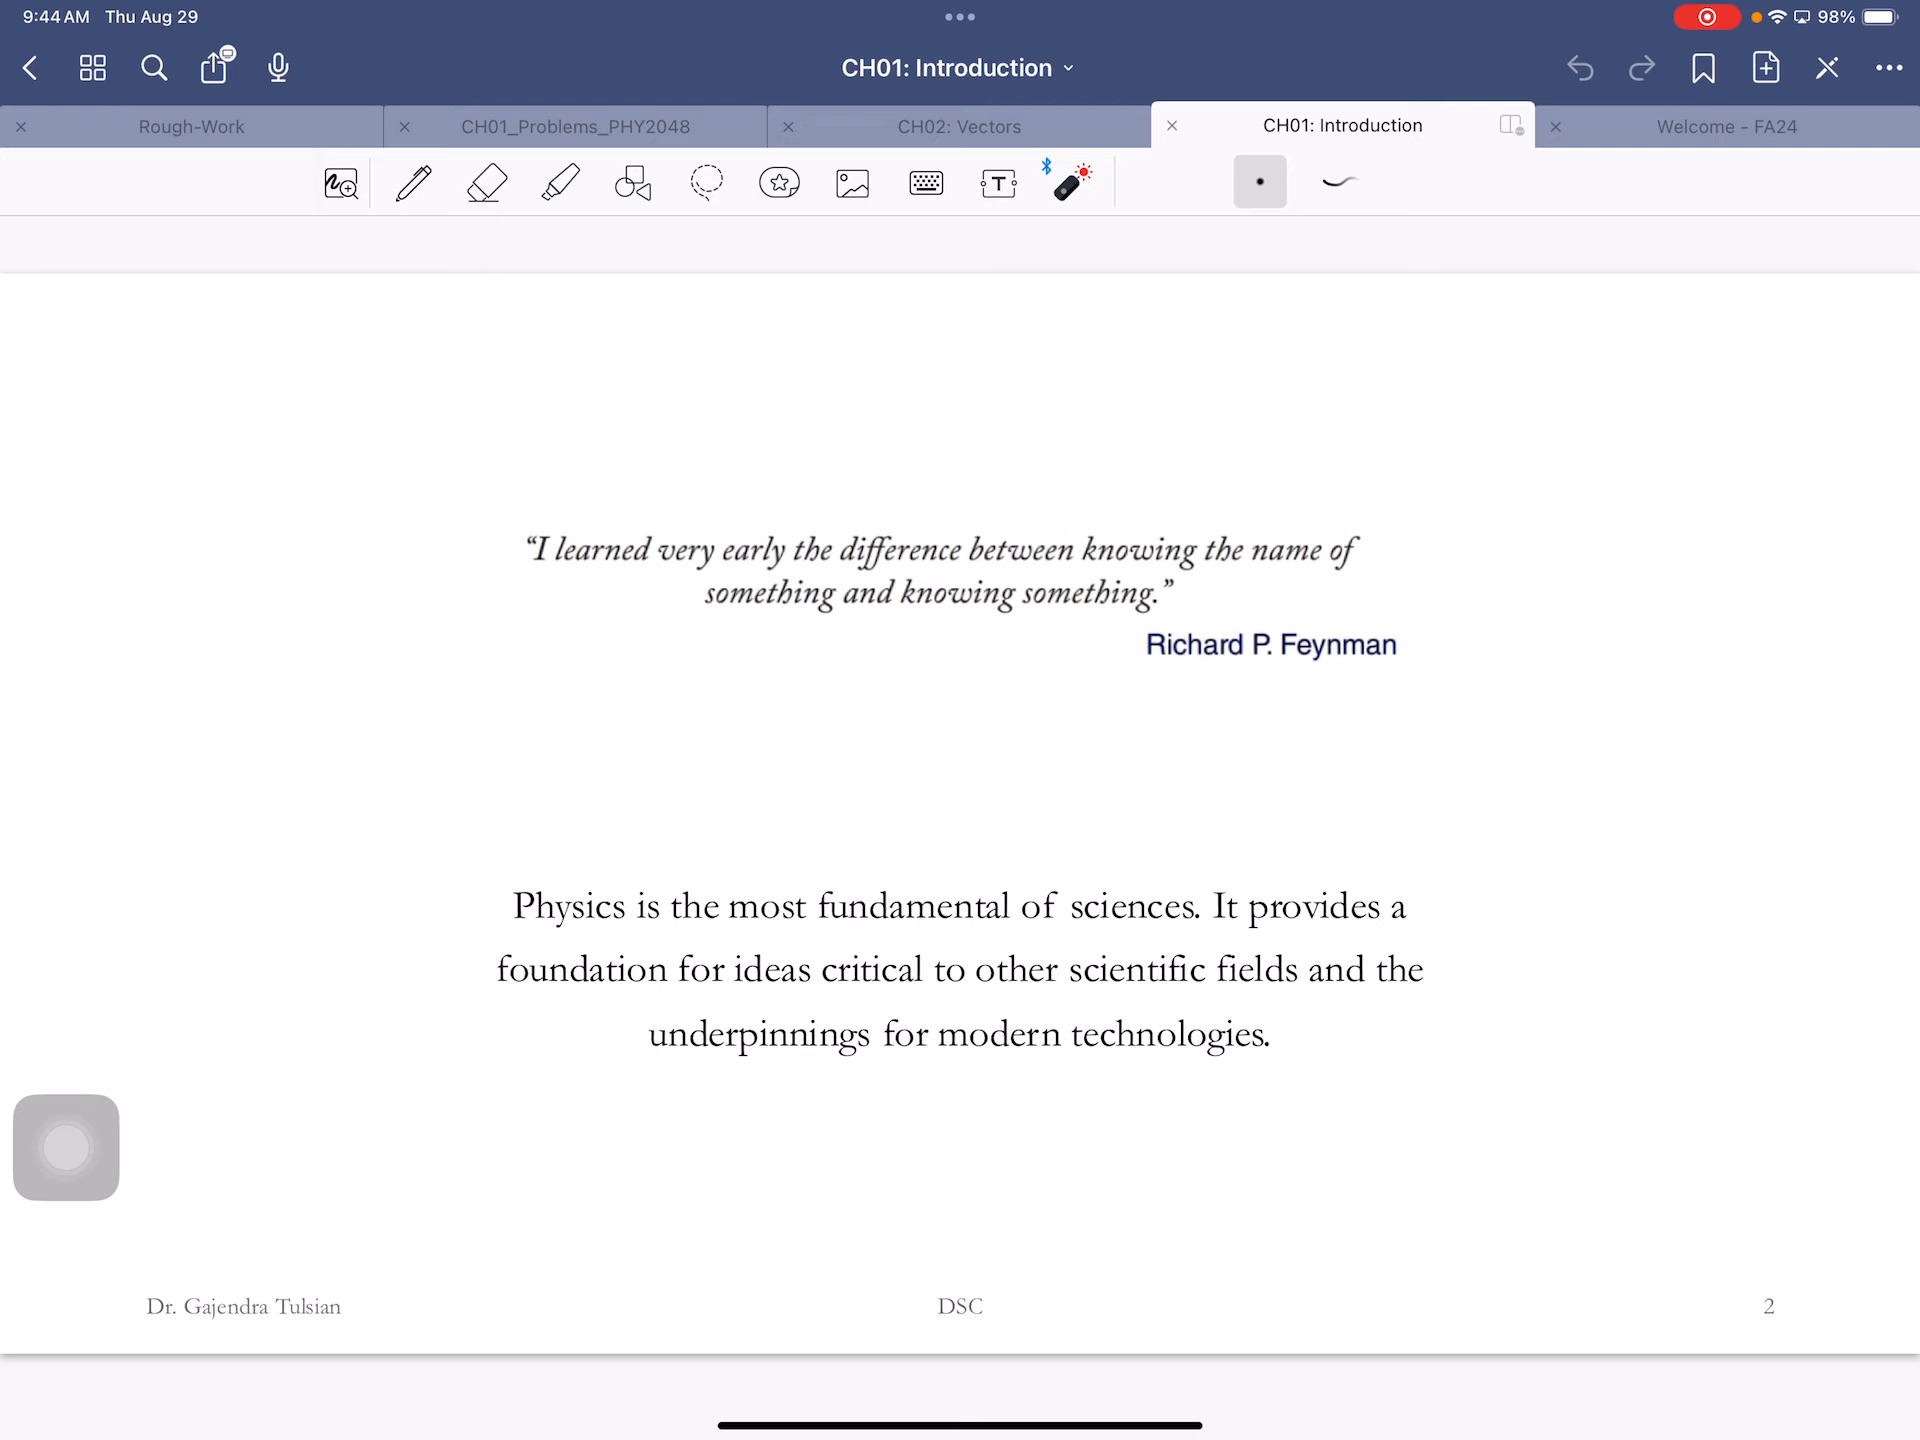 9:44 AM Thu Aug 29
98%
CH01: Introduction
Rough-Work
CH01_Problems_PHY2048
CH02: Vectors
CH01: Introduction
Welcome - FA24
T
“I learned very early the difference between knowing the name of
something and knowing something.”
Richard P. Feynman
Physics is the most fundamental of sciences. It provides a
foundation for ideas critical to other scientific fields and the
underpinnings for modern technologies.
Dr. Gajendra Tulsian
DSC
2